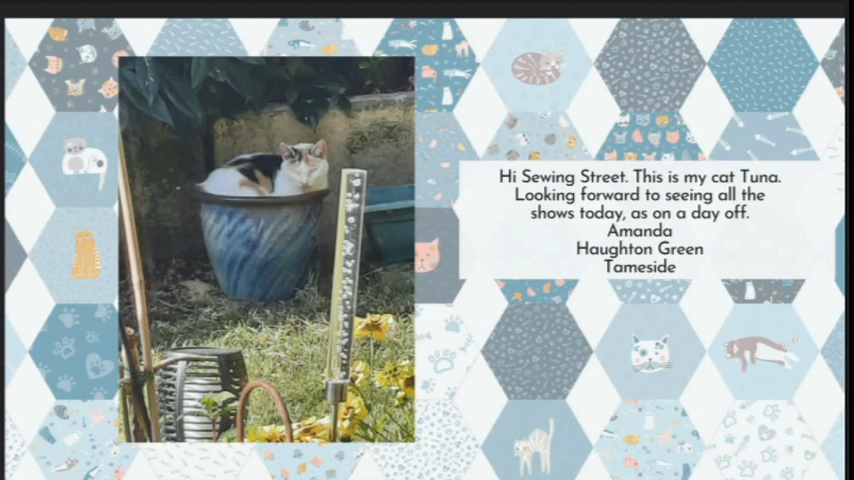 Hi Sewing Street. This is my cat Tuna.
Looking forward to seeing all the
shows today, as on a day off.
Amanda
Haughton Green
Tameside